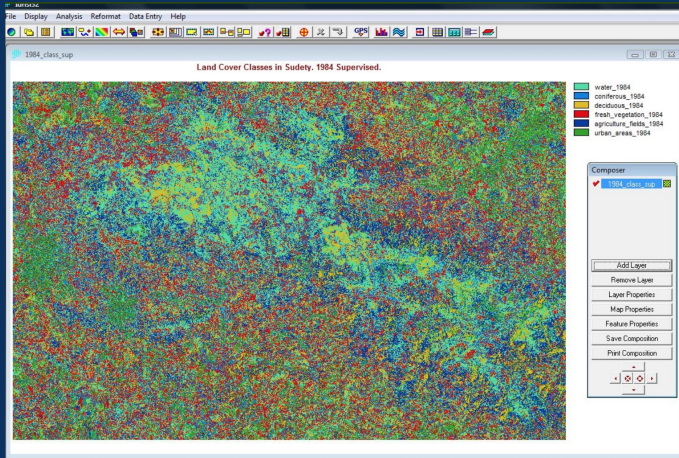 File Display Analysis Reformat Data Entry Help
GPS
1984_class_sup
Land Cover Classes in Sudety. 1984 Supervised.
water_1984
coniferous_1984
deciduous_1984
fresh_vegetation_1984
agriculture_fields_1984
urban_areas_1984
Composer
1984_class_sup
Add Layer
Remove Layer
Layer Properties
Map Properties
Feature Properties
Save Composition
Print Composition